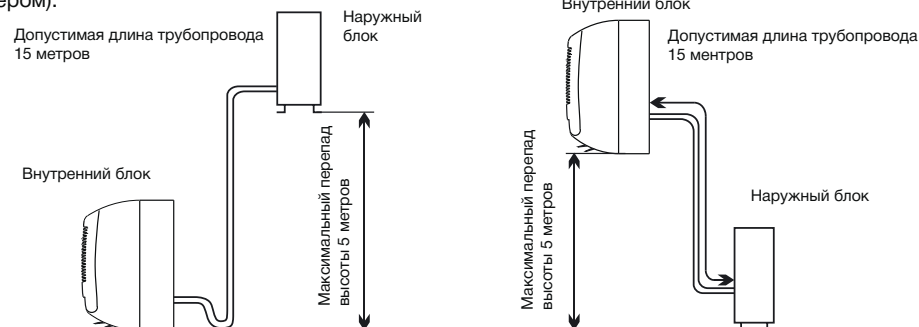 ером).
Допустимая длина трубопровода
15 метров
Наружный
блок
Внутренний блок
Максимальный перепад
высоты 5 метров
Внутренний блок
Допустимая длина трубопровода
15 ментров
Максимальный перепад
высоты 5 метров
Наружный блок